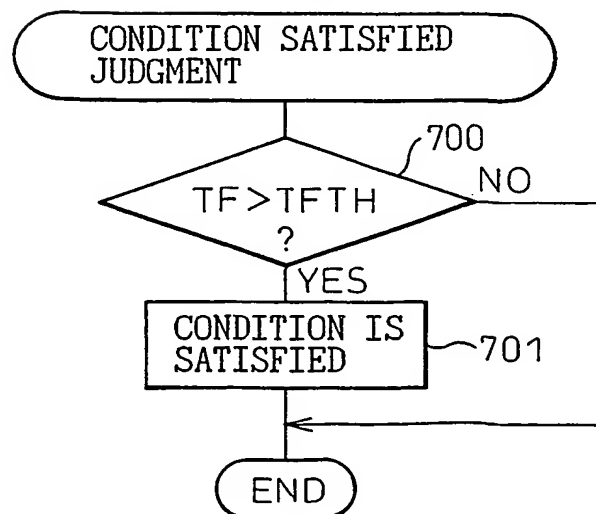 CONDITION SATISFIED
JUDGMENT
700
TF>TFTH
?
NO
YES
CONDITION IS
SATISFIED
701
END